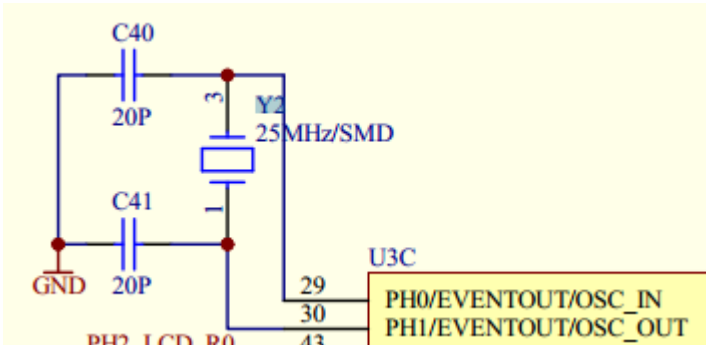 C40
20P
3
Y2
25MHz/SMD
1
C41
20P
GND
U3C
29
PH0/EVENTOUT/OSC_IN
30
PH1/EVENTOUT/OSC_OUT
43
PH2_LCD_R0